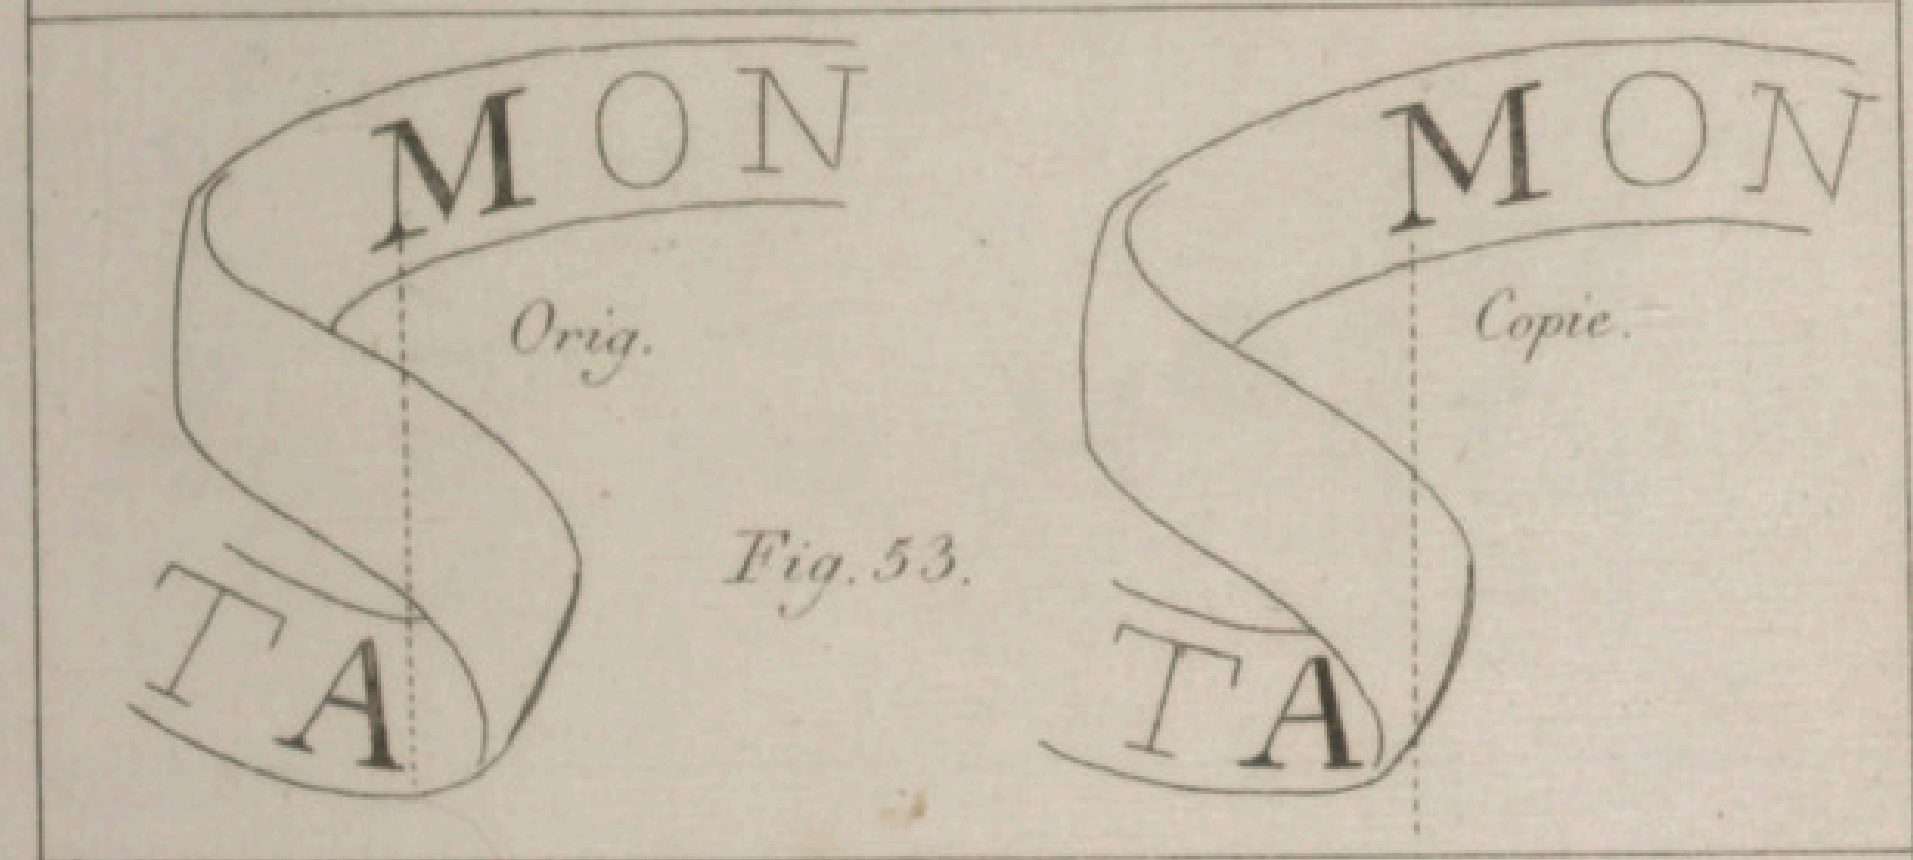 MON
Orig.
TA
Fig. 53.
MON
Copie.
TA